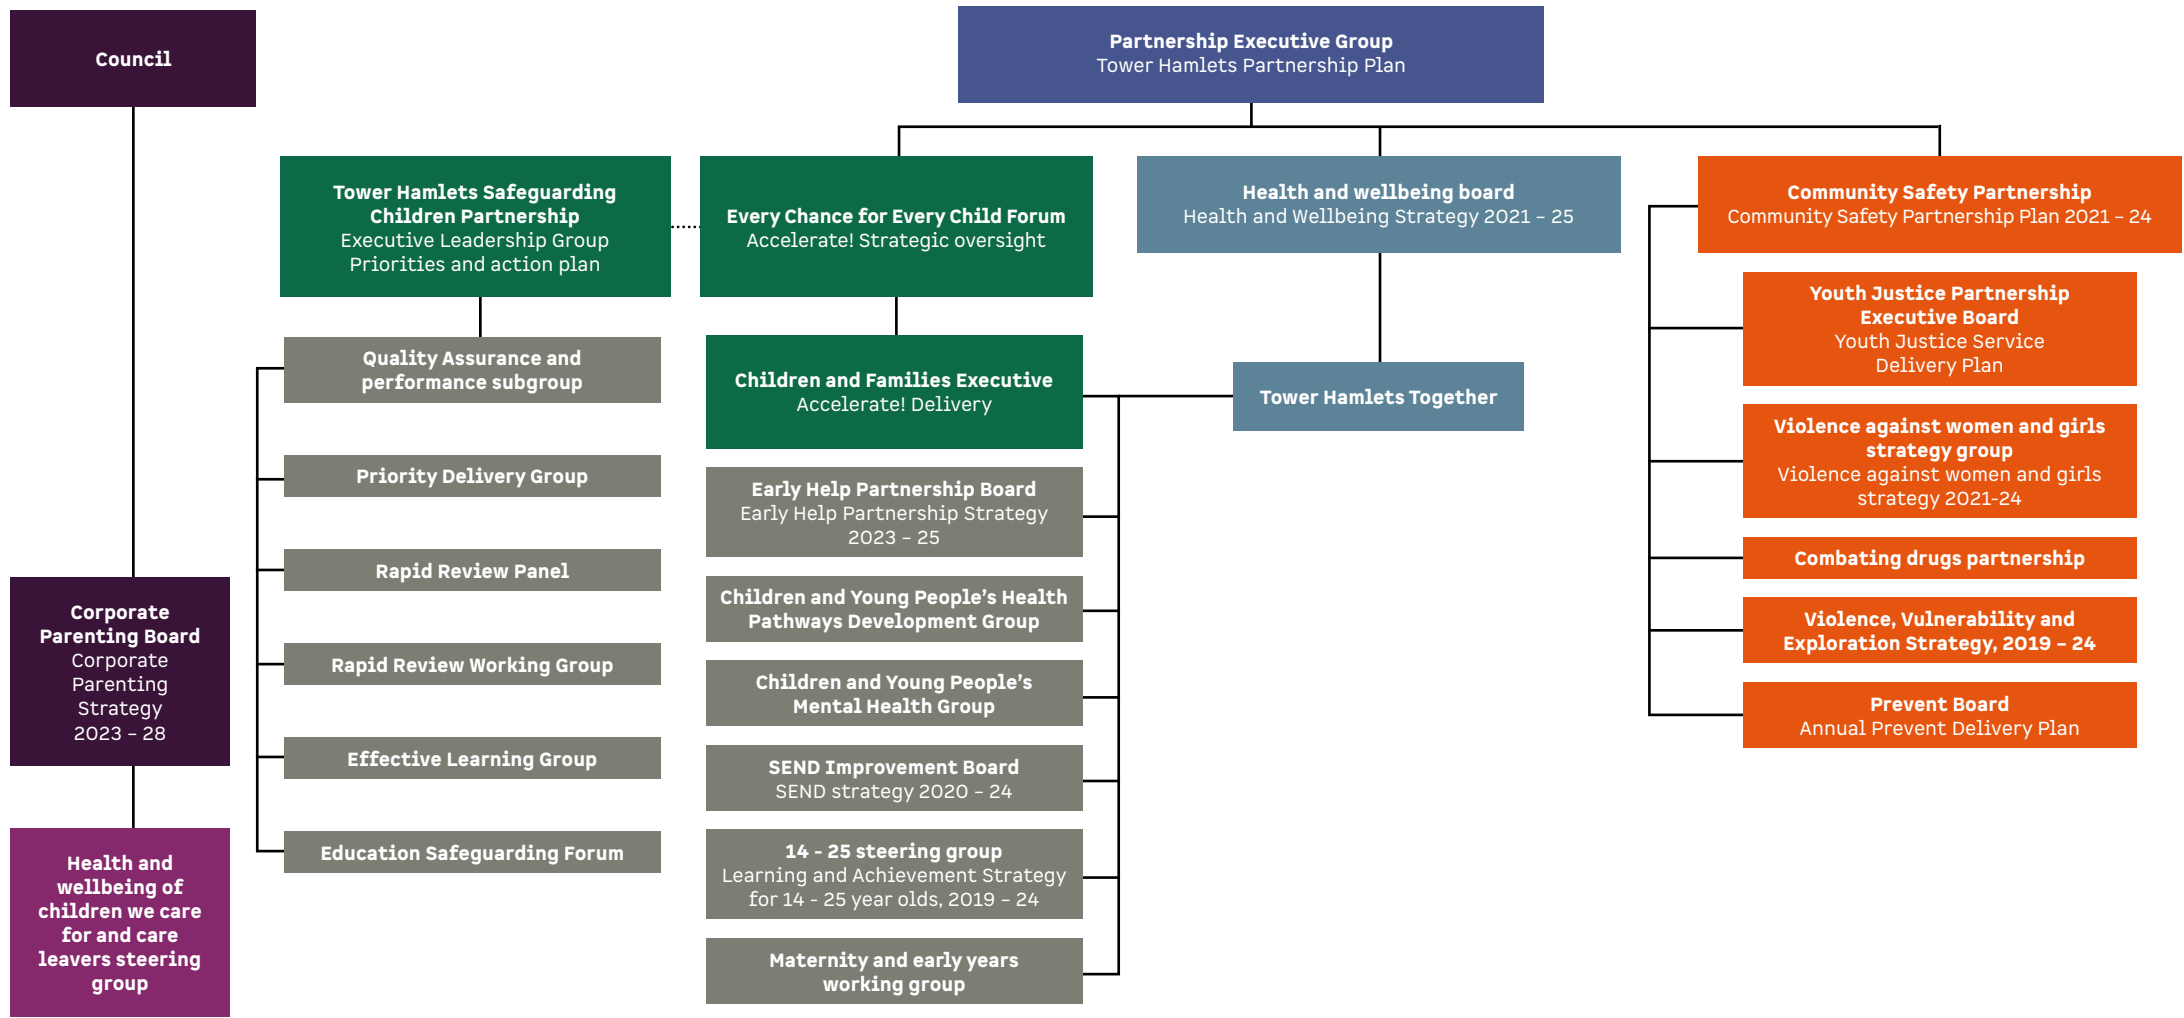 Council
Partnership Executive Group
Tower Hamlets Partnership Plan
Tower Hamlets Safeguarding
Children Partnership
Executive Leadership Group
Priorities and action plan
Every Chance for Every Child Forum
Accelerate! Strategic oversight
Health and wellbeing board
Health and Wellbeing Strategy 2021 – 25
Community Safety Partnership
Community Safety Partnership Plan 2021 – 24
Corporate
Parenting Board
Corporate
Parenting
Strategy
2023 – 28
Health and
wellbeing of
children we care
for and care
leavers steering
group
Quality Assurance and
performance subgroup
Priority Delivery Group
Rapid Review Panel
Rapid Review Working Group
Effective Learning Group
Education Safeguarding Forum
Children and Families Executive
Accelerate! Delivery
Early Help Partnership Board
Early Help Partnership Strategy
2023 – 25
Children and Young People’s Health
Pathways Development Group
Children and Young People’s
Mental Health Group
SEND Improvement Board
SEND strategy 2020 – 24
14 - 25 steering group
Learning and Achievement Strategy
for 14 - 25 year olds, 2019 – 24
Maternity and early years
working group
Tower Hamlets Together
Youth Justice Partnership
Executive Board
Youth Justice Service
Delivery Plan
Violence against women and girls
strategy group
Violence against women and girls
strategy 2021-24
Combating drugs partnership
Violence, Vulnerability and
Exploration Strategy, 2019 – 24
Prevent Board
Annual Prevent Delivery Plan